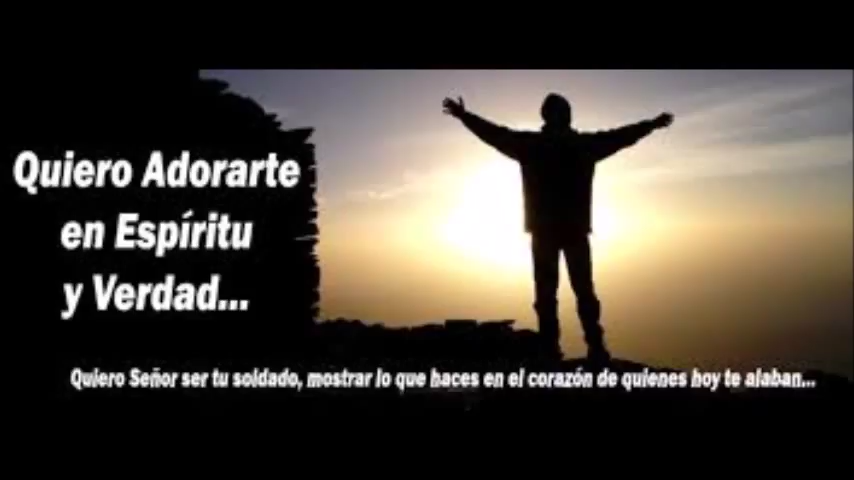 Quiero Adorarte
en Espíritu
y Verdad...
Quiero Señor ser tu soldado, mostrar lo que haces en el corazón de quienes hoy te alaban...